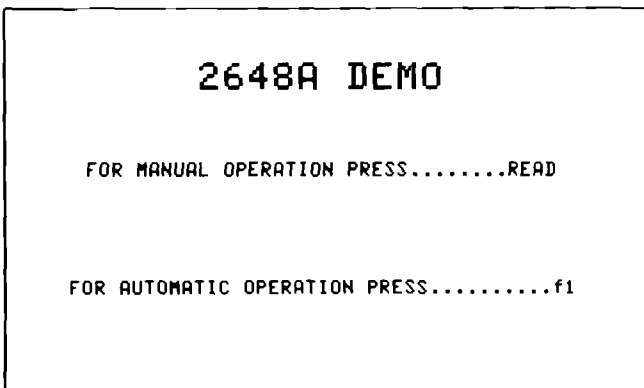 2648A DEMO
FOR MANUAL OPERATION PRESS........READ
FOR AUTOMATIC OPERATION PRESS..........f1